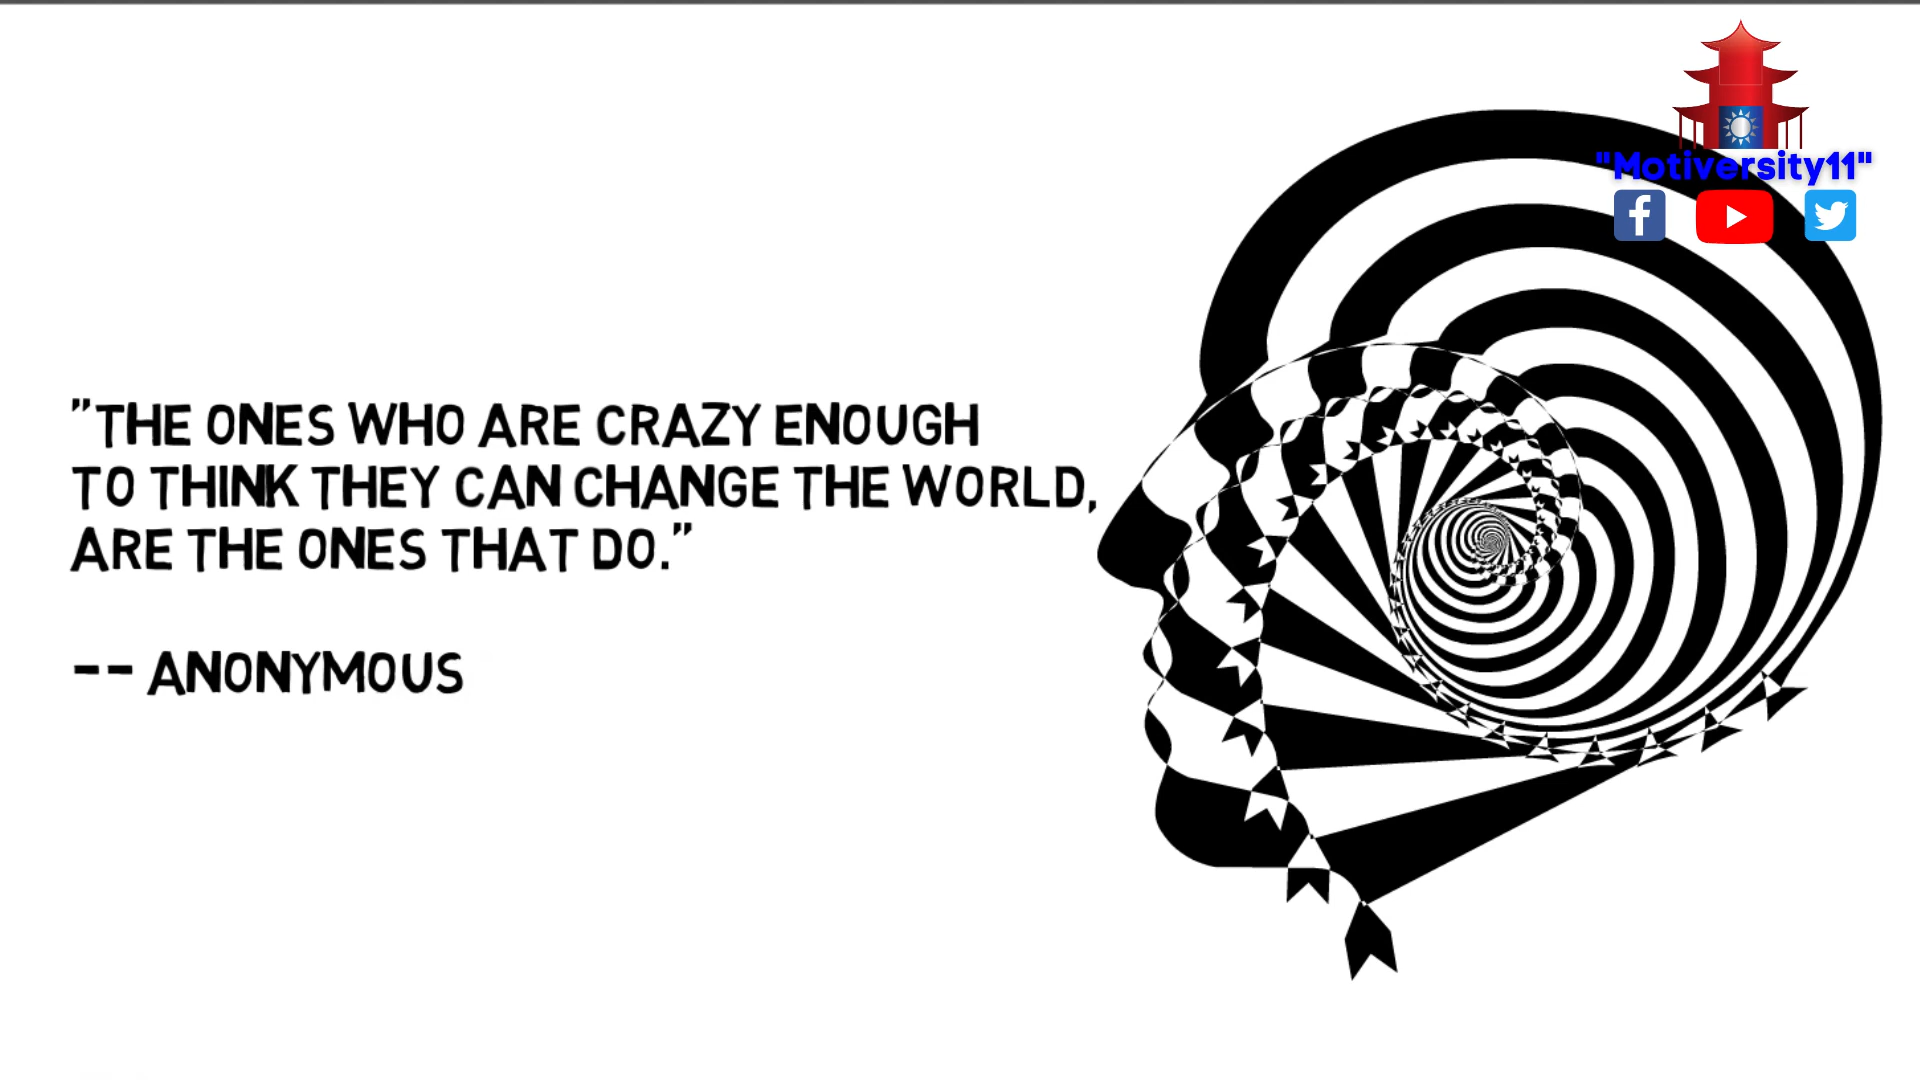 "THE ONES WHO ARE CRAZY ENOUGH
TO THINK THEY CAN CHANGE THE WORLD,
ARE THE ONES THAT DO."
-- ANONYMOUS
"Motiversity11"